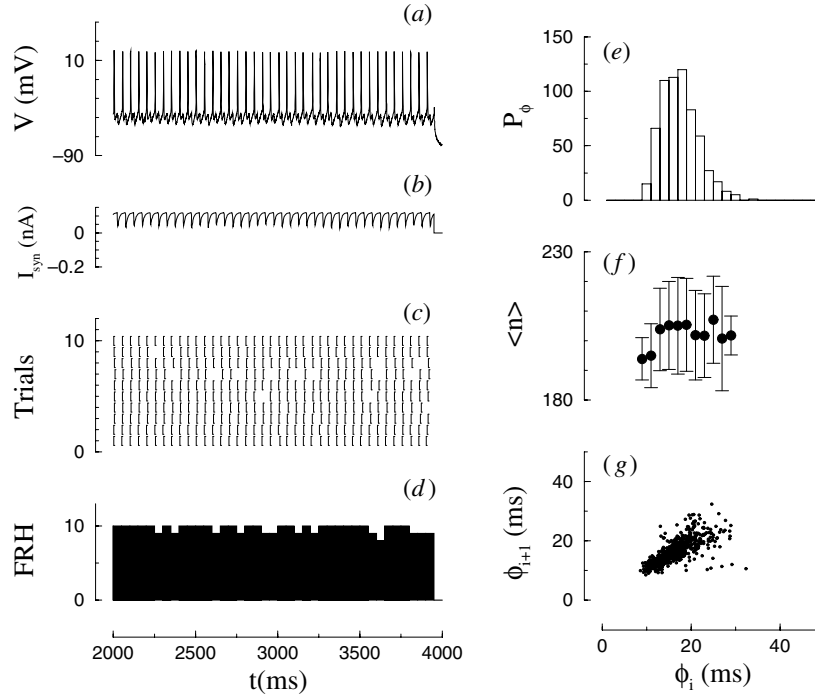 (a)
10
−90
V (mV)
(b)
0
−0.2
I_syn (nA)
(c)
10
0
Trials
(d)
10
0
FRH
2000 2500 3000 3500 4000
t(ms)
(e)
150
100
50
0
P_ϕ
(f)
230
180
<n>
(g)
40
20
0
ϕ_{i+1} (ms)
0 20 40
ϕ_i (ms)